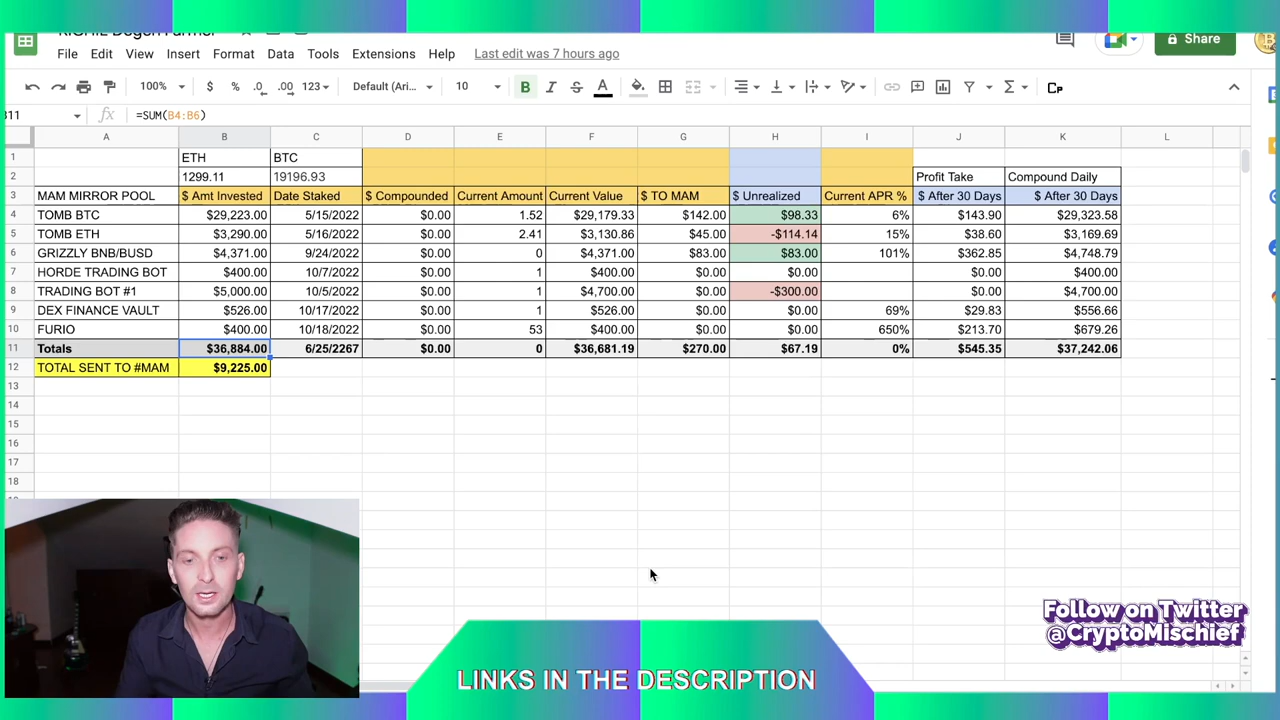 File Edit View Insert Format Data Tools Extensions Help Last edit was 7 hours ago
Share
100% $ % .0 .00 123 Default (Ari... 10 B I S A
=SUM(B4:B6)
A B C D E F G H I J K L
1 ETH BTC
2 1299.11 19196.93 Profit Take Compound Daily
3 MAM MIRROR POOL $ Amt Invested Date Staked $ Compounded Current Amount Current Value $ TO MAM $ Unrealized Current APR % $ After 30 Days $ After 30 Days
4 TOMB BTC $29,223.00 5/15/2022 $0.00 1.52 $29,179.33 $142.00 $98.33 6% $143.90 $29,323.58
5 TOMB ETH $3,290.00 5/16/2022 $0.00 2.41 $3,130.86 $45.00 -$114.14 15% $38.60 $3,169.69
6 GRIZZLY BNB/BUSD $4,371.00 9/24/2022 $0.00 0 $4,371.00 $83.00 $83.00 101% $362.85 $4,748.79
7 HORDE TRADING BOT $400.00 10/7/2022 $0.00 1 $400.00 $0.00 $0.00 $0.00 $400.00
8 TRADING BOT #1 $5,000.00 10/5/2022 $0.00 1 $4,700.00 $0.00 -$300.00 $0.00 $4,700.00
9 DEX FINANCE VAULT $526.00 10/17/2022 $0.00 1 $526.00 $0.00 $0.00 69% $29.83 $556.66
10 FURIO $400.00 10/18/2022 $0.00 53 $400.00 $0.00 $0.00 650% $213.70 $679.26
11 Totals $36,884.00 6/25/2267 $0.00 0 $36,681.19 $270.00 $67.19 0% $545.35 $37,242.06
12 TOTAL SENT TO #MAM $9,225.00
13
14
15
16
17
18
Follow on Twitter
@CryptoMischief
LINKS IN THE DESCRIPTION